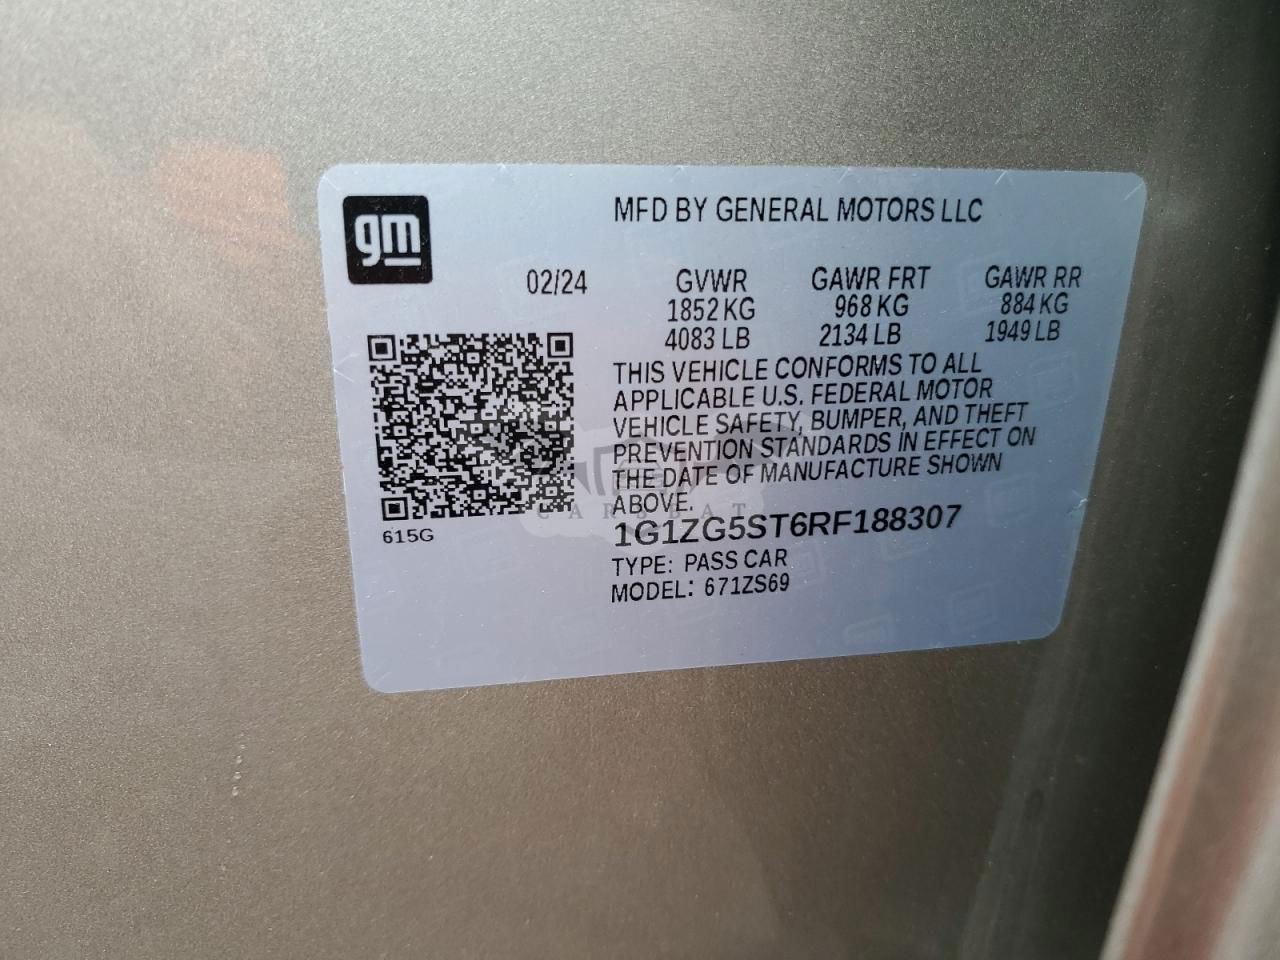 gm
MFD BY GENERAL MOTORS LLC
02/24 GVWR GAWR FRT GAWR RR
1852 KG 968 KG 884 KG
4083 LB 2134 LB 1949 LB
THIS VEHICLE CONFORMS TO ALL
APPLICABLE U.S. FEDERAL MOTOR
VEHICLE SAFETY, BUMPER, AND THEFT
PREVENTION STANDARDS IN EFFECT ON
THE DATE OF MANUFACTURE SHOWN
ABOVE.
CARSBAT
615G
1G1ZG5ST6RF188307
TYPE: PASS CAR
MODEL: 671ZS69